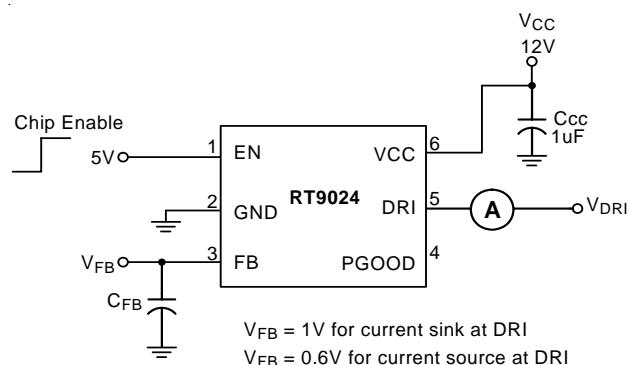 VCC
12V
Ccc
1uF
Chip Enable
5V
1
EN
VCC
6
RT9024
2
GND
DRI
5
A
VDRI
VFB
3
FB
PGOOD
4
CFB
VFB = 1V for current sink at DRI
VFB = 0.6V for current source at DRI